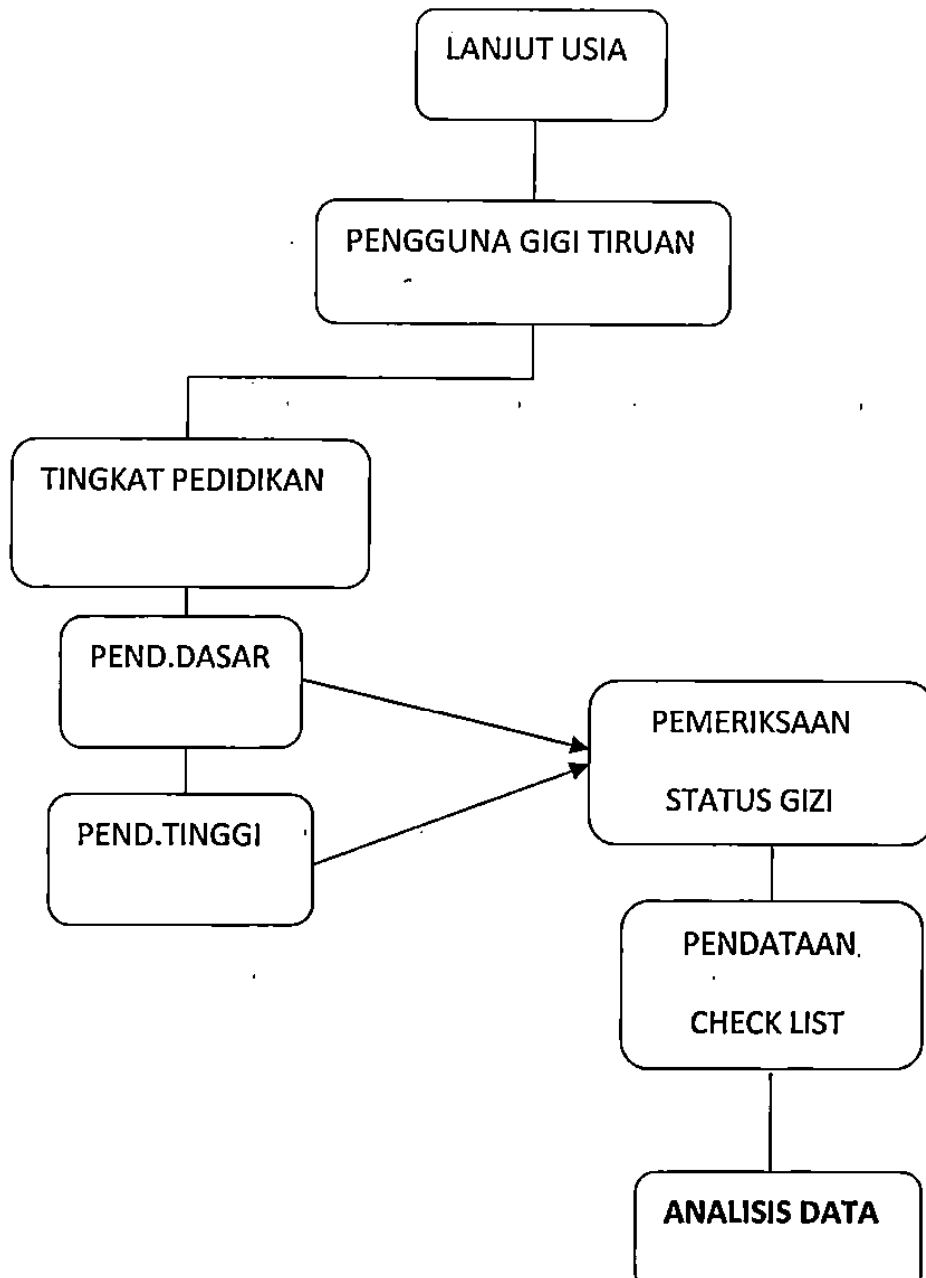 LANJUT USIA
PENGGUNA GIGI TIRUAN
TINGKAT PEDIDIKAN
PEND.DASAR
PEND.TINGGI
PEMERIKSAAN
STATUS GIZI
PENDATAAN
CHECK LIST
ANALISIS DATA